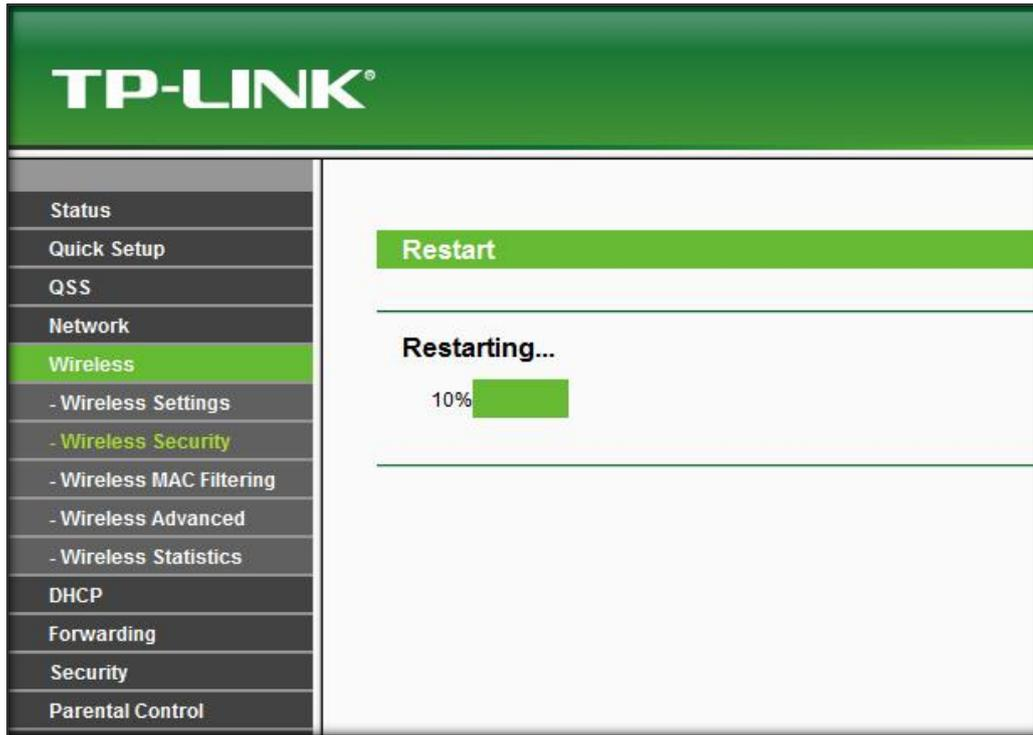 TP-LINK®
Status
Quick Setup
QSS
Network
Wireless
- Wireless Settings
- Wireless Security
- Wireless MAC Filtering
- Wireless Advanced
- Wireless Statistics
DHCP
Forwarding
Security
Parental Control
Restart
Restarting...
10%